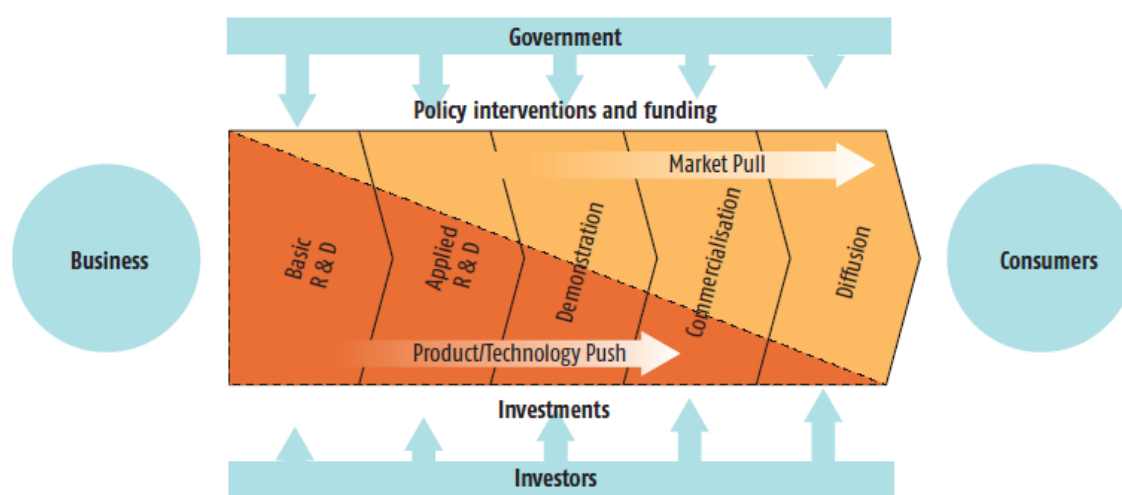 Government
Policy interventions and funding
Market Pull
Business
Basic
R & D
Applied
R & D
Demonstration
Commercialisation
Diffusion
Consumers
Product/Technology Push
Investments
Investors